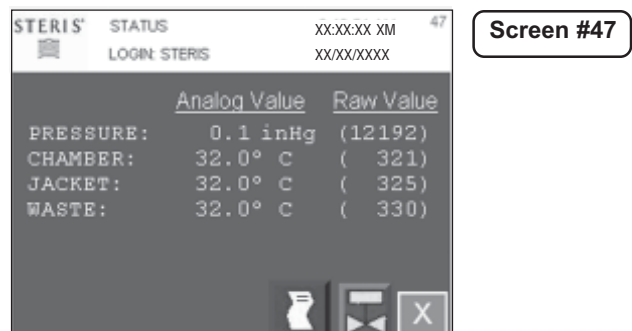 STERIS® STATUS XX:XX:XX XM 47
LOGIN: STERIS XX/XX/XXXX
Screen #47
Analog Value Raw Value
PRESSURE: 0.1 inHg (12192)
CHAMBER: 32.0° C ( 321)
JACKET: 32.0° C ( 325)
WASTE: 32.0° C ( 330)
X